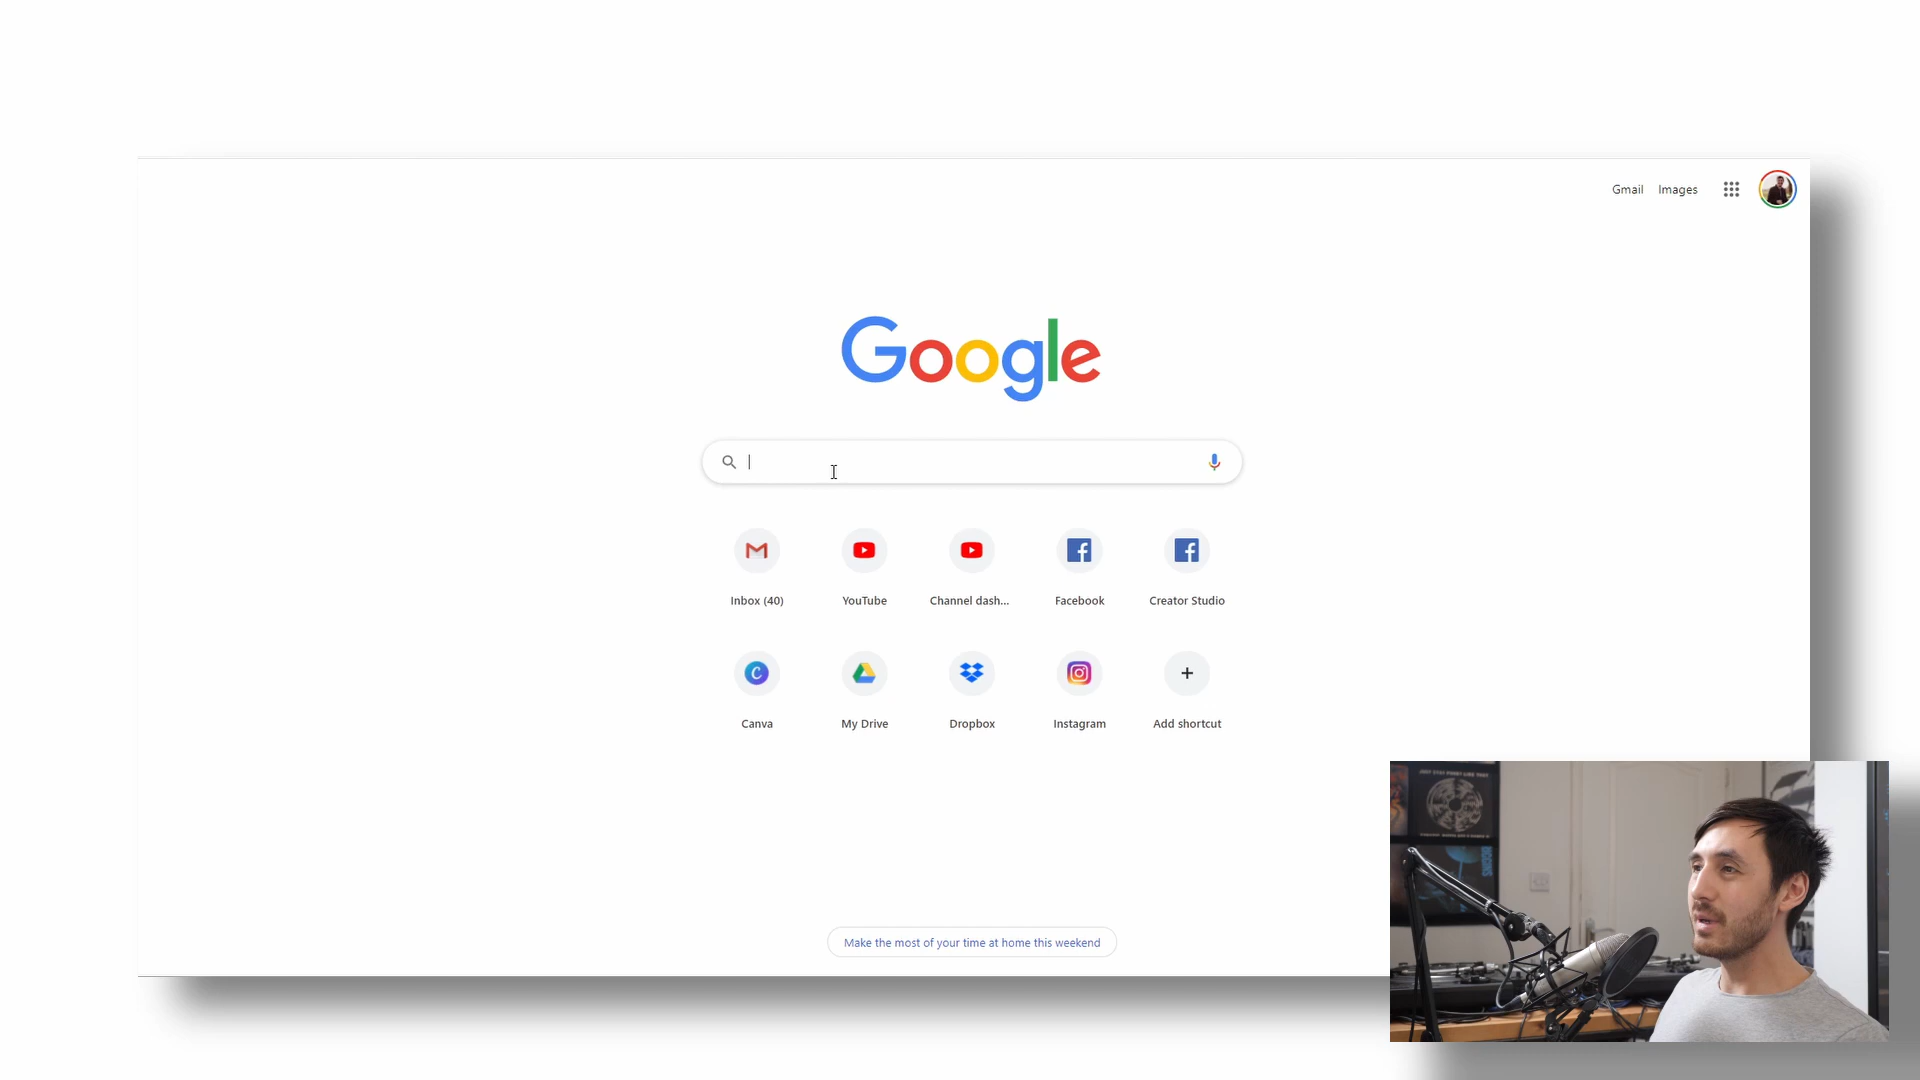 Gmail Images
Google
Inbox (40) YouTube Channel dash... Facebook Creator Studio
Canva My Drive Dropbox Instagram Add shortcut
Make the most of your time at home this weekend